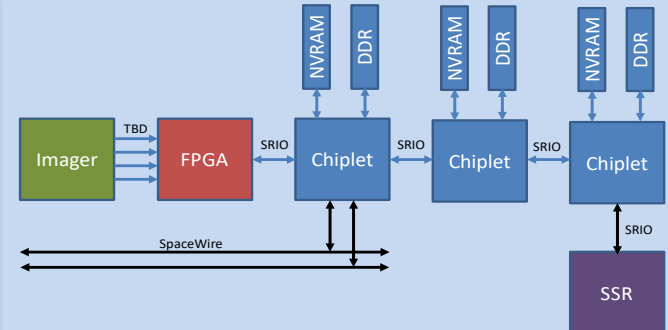 NVRAM
DDR
NVRAM
DDR
NVRAM
DDR
TBD
Imager
FPGA
SRIO
Chiplet
SRIO
Chiplet
SRIO
Chiplet
SpaceWire
SRIO
SSR